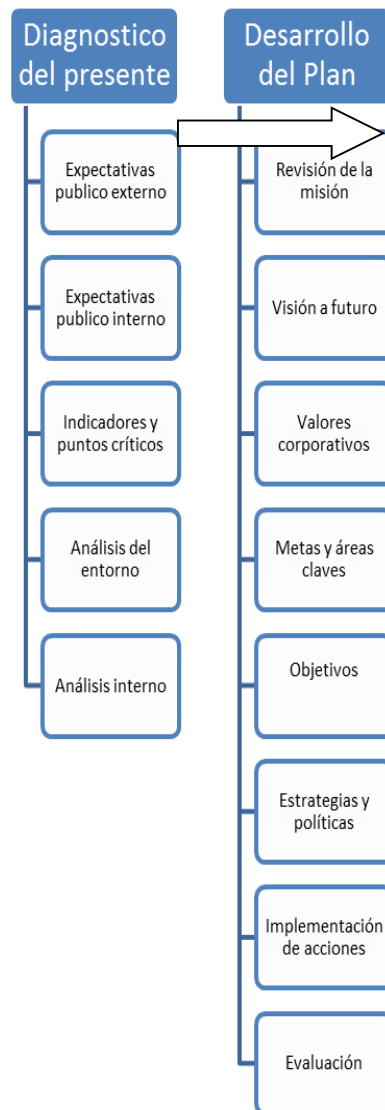 Diagnostico
del presente
Expectativas
publico externo
Expectativas
publico interno
Indicadores y
puntos críticos
Análisis del
entorno
Análisis interno
Desarrollo
del Plan
Revisión de la
misión
Visión a futuro
Valores
corporativos
Metas y áreas
claves
Objetivos
Estrategias y
políticas
Implementación
de acciones
Evaluación